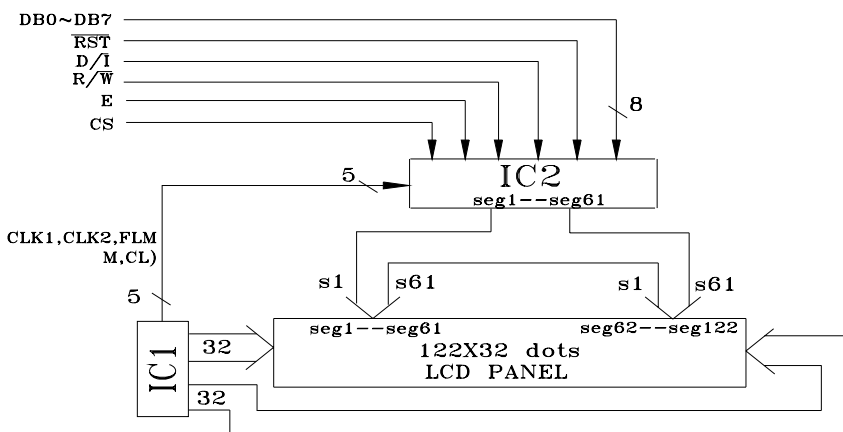 DB0~DB7
RST
D/I
R/W
E
CS
8
5
IC2
seg1--seg61
CLK1,CLK2,FLM
M,CL)
5
s1
s61
s1
s61
seg1--seg61
seg62--seg122
122X32 dots
LCD PANEL
IC1
32
32